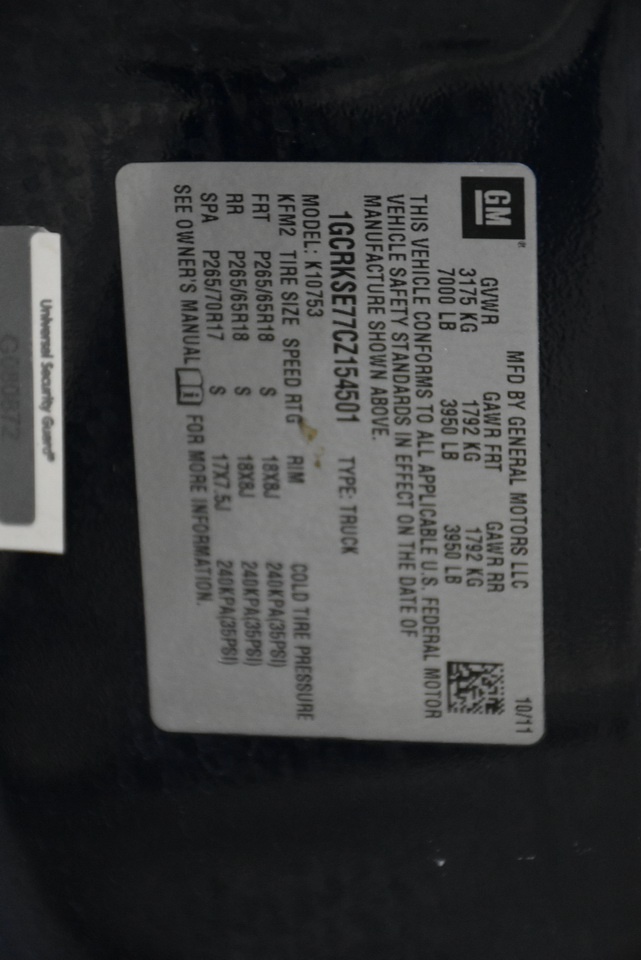 GM
MFD BY GENERAL MOTORS LLC 10/11
GVWR GAWR FRT GAWR RR
3175 KG 1792 KG 1792 KG
7000 LB 3950 LB 3950 LB
THIS VEHICLE CONFORMS TO ALL APPLICABLE U.S. FEDERAL MOTOR
VEHICLE SAFETY STANDARDS IN EFFECT ON THE DATE OF
MANUFACTURE SHOWN ABOVE.
1GCRKSE77CZ154501 TYPE: TRUCK
MODEL: K10753
KFM2 TIRE SIZE SPEED RTG RIM COLD TIRE PRESSURE
FRT P265/65R18 S 18X8J 240KPA(35PSI)
RR P265/65R18 S 18X8J 240KPA(35PSI)
SPA P265/70R17 S 17X7.5J 240KPA(35PSI)
SEE OWNER'S MANUAL FOR MORE INFORMATION.
Universal Security Guard®